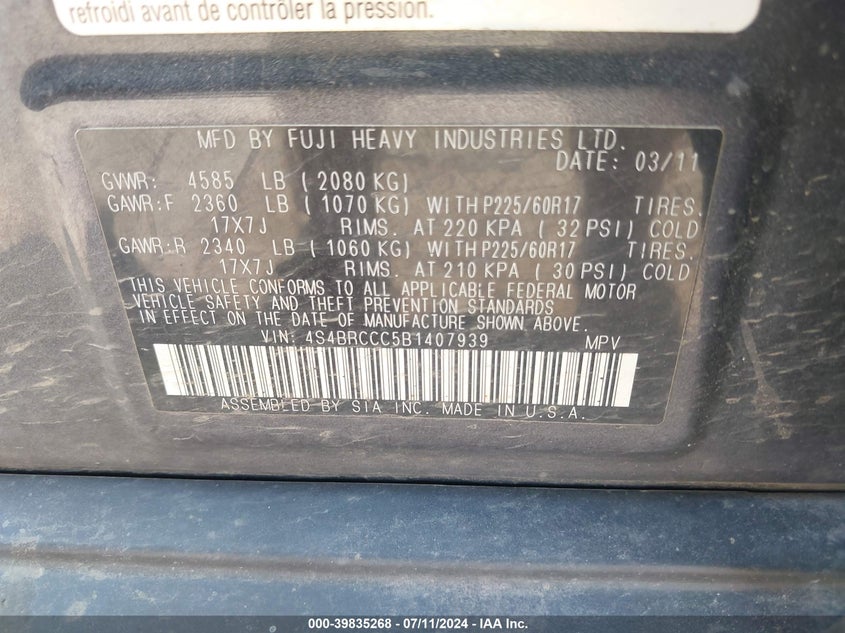 refroidi avant de contrôler la pression.
MFD BY FUJI HEAVY INDUSTRIES LTD.
DATE: 03/11
GVWR: 4585 LB ( 2080 KG)
GAWR:F 2360 LB ( 1070 KG) WITH P225/60R17 TIRES.
17X7J RIMS. AT 220 KPA ( 32 PSI) COLD
GAWR:R 2340 LB ( 1060 KG) WITH P225/60R17 TIRES.
17X7J RIMS. AT 210 KPA ( 30 PSI) COLD
THIS VEHICLE CONFORMS TO ALL APPLICABLE FEDERAL MOTOR
VEHICLE SAFETY AND THEFT PREVENTION STANDARDS
IN EFFECT ON THE DATE OF MANUFACTURE SHOWN ABOVE.
VIN: 4S4BRCCC5B1407939 MPV
ASSEMBLED BY SIA INC. MADE IN U.S.A.
000-39835268 - 07/11/2024 - IAA Inc.